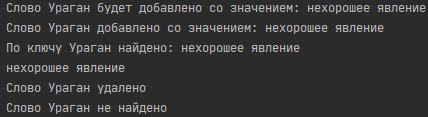 Слово Ураган будет добавлено со значением: нехорошее явление
Слово Ураган добавлено со значением: нехорошее явление
По ключу Ураган найдено: нехорошее явление
нехорошее явление
Слово Ураган удалено
Слово Ураган не найдено